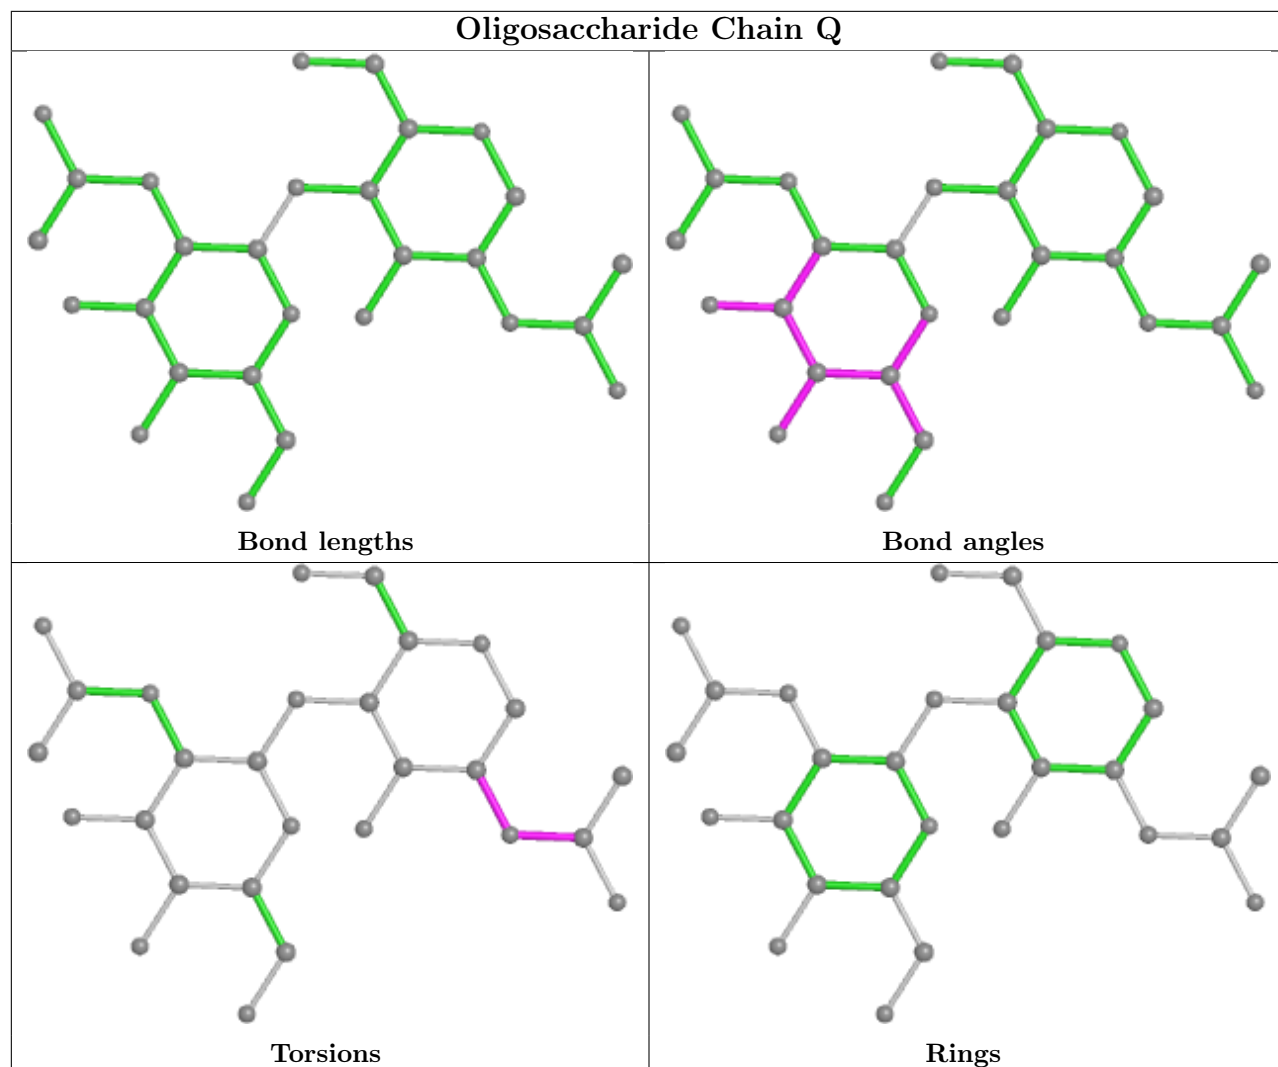 Oligosaccharide Chain Q
Bond lengths
Bond angles
Torsions
Rings